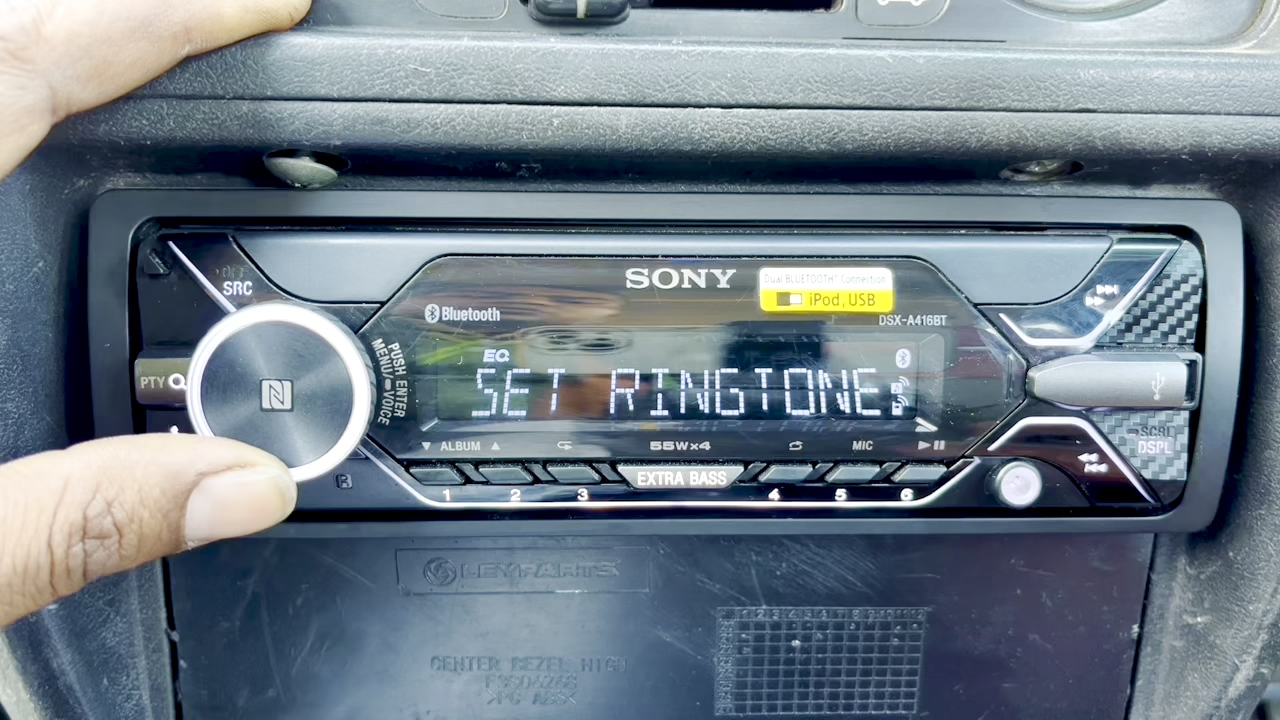 SRC
SONY
Dual BLUETOOTH® Connection
iPod, USB
Bluetooth
DSX-A416BT
PUSH ENTER
MENU/ VOICE
PTY
EQ
SET RINGTONE
SCRL
DSPL
▼ ALBUM ▲
55W×4
MIC
EXTRA BASS
1 2 3 4 5 6
LEYPARTS
CENTER BEZEL HIGH